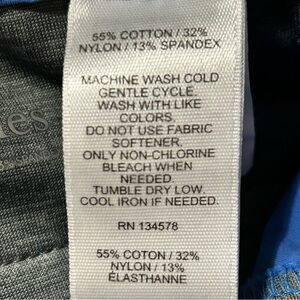 55% COTTON / 32%
NYLON / 13% SPANDEX
MACHINE WASH COLD
GENTLE CYCLE.
WASH WITH LIKE
COLORS.
DO NOT USE FABRIC
SOFTENER.
ONLY NON-CHLORINE
BLEACH WHEN
NEEDED.
TUMBLE DRY LOW.
COOL IRON IF NEEDED.
RN 134578
55% COTON / 32%
NYLON / 13%
ÉLASTHANNE